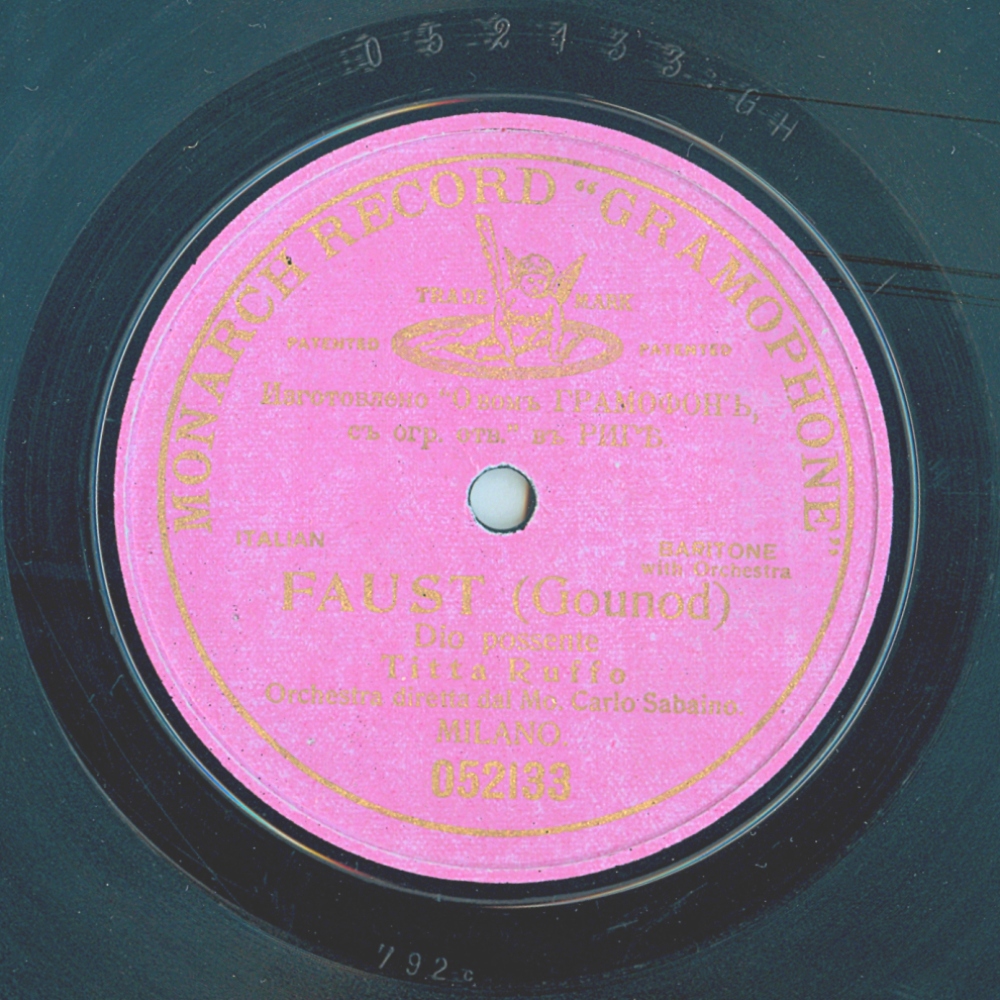 052133 GH
MONARCH RECORD "GRAMOPHONE"
TRADE MARK
PATENTED PATENTED
Изготовлено "О-вомъ ГРАМОФОНЪ,
съ огр. отв." въ РИГѢ.
ITALIAN
BARITONE
with Orchestra
FAUST (Gounod)
Dio possente
Titta Ruffo
Orchestra diretta dal Mo. Carlo Sabaino.
MILANO.
052133
792c